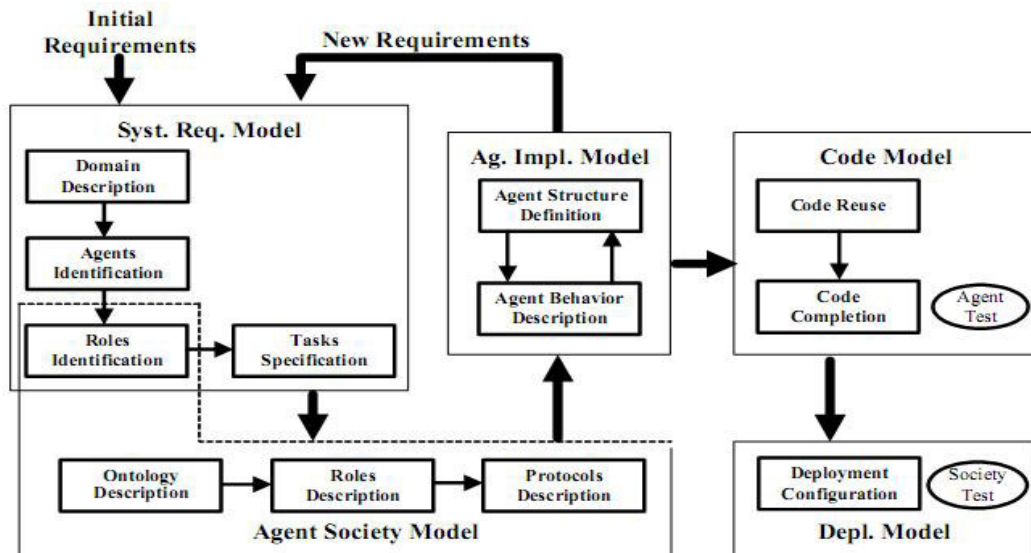 Initial
Requirements
New Requirements
Syst. Req. Model
Domain
Description
Agents
Identification
Roles
Identification
Tasks
Specification
Ag. Impl. Model
Agent Structure
Definition
Agent Behavior
Description
Code Model
Code Reuse
Code
Completion
Agent
Test
Ontology
Description
Roles
Description
Protocols
Description
Agent Society Model
Deployment
Configuration
Society
Test
Depl. Model